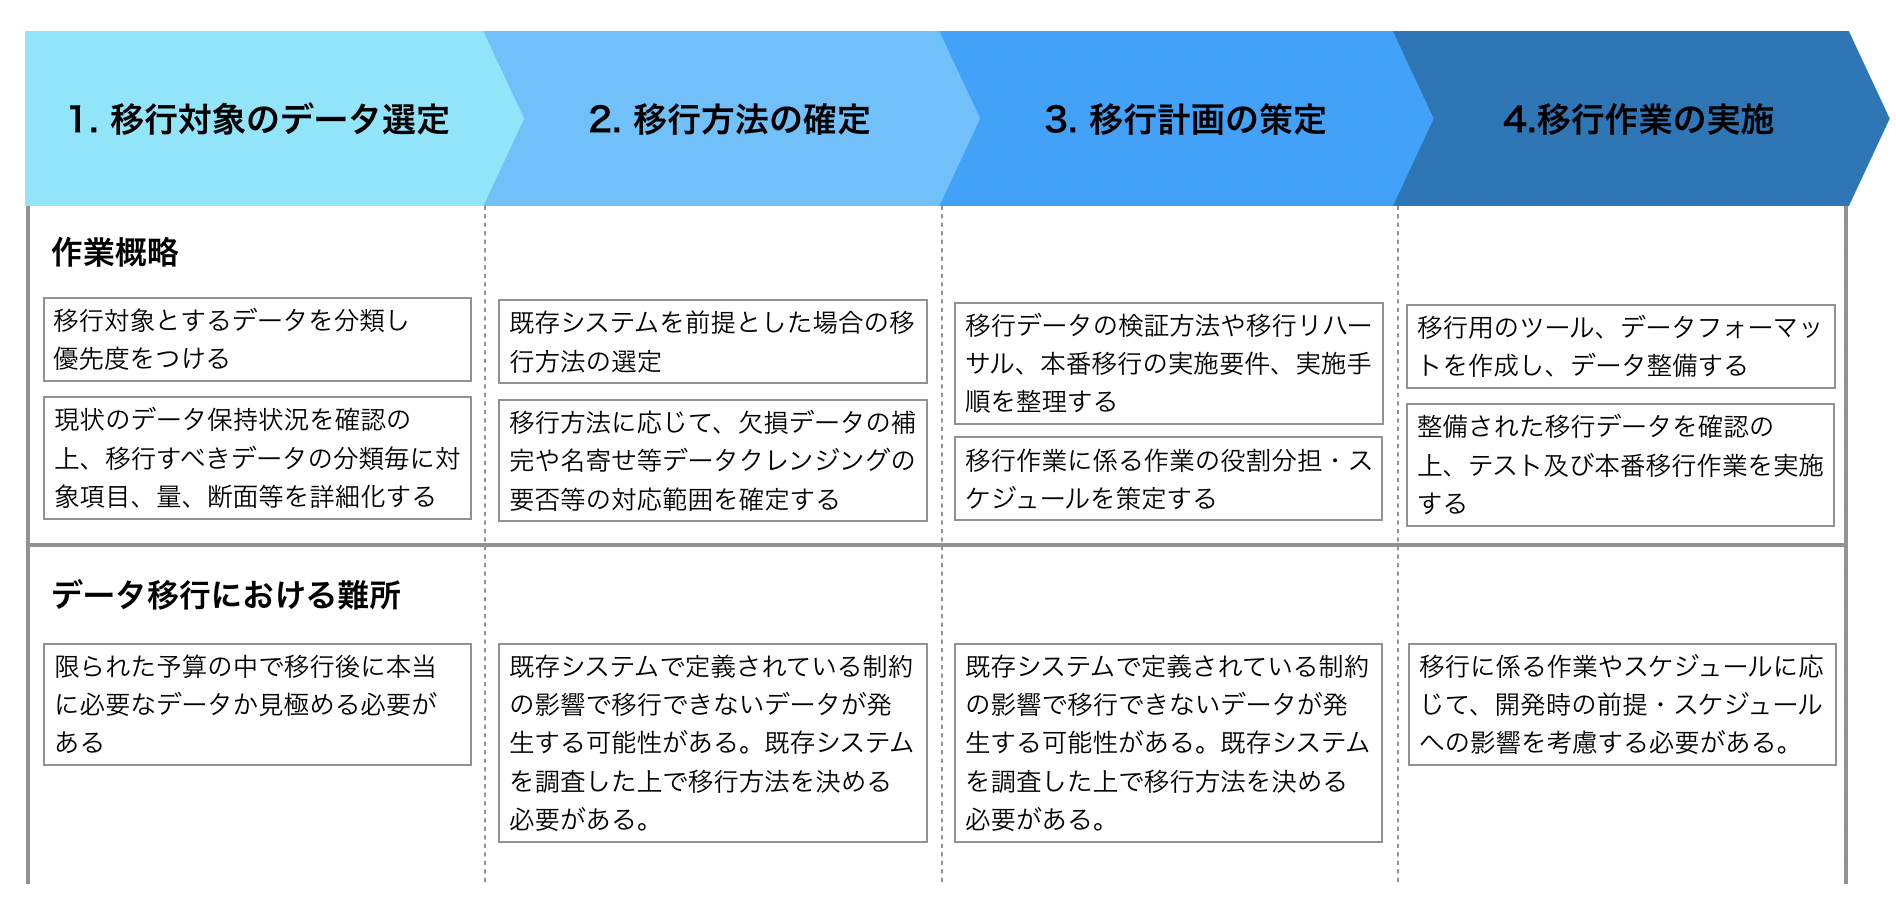 1. 移行対象のデータ選定
2. 移行方法の確定
3. 移行計画の策定
4.移行作業の実施
作業概略
移行対象とするデータを分類し
優先度をつける
現状のデータ保持状況を確認の
上、移行すべきデータの分類毎に対
象項目、量、断面等を詳細化する
既存システムを前提とした場合の移
行方法の選定
移行方法に応じて、欠損データの補
完や名寄せ等データクレンジングの
要否等の対応範囲を確定する
移行データの検証方法や移行リハー
サル、本番移行の実施要件、実施手
順を整理する
移行作業に係る作業の役割分担・ス
ケジュールを策定する
移行用のツール、データフォーマッ
トを作成し、データ整備する
整備された移行データを確認の
上、テスト及び本番移行作業を実施
する
データ移行における難所
限られた予算の中で移行後に本当
に必要なデータか見極める必要が
ある
既存システムで定義されている制約
の影響で移行できないデータが発
生する可能性がある。既存システム
を調査した上で移行方法を決める
必要がある。
既存システムで定義されている制約
の影響で移行できないデータが発
生する可能性がある。既存システム
を調査した上で移行方法を決める
必要がある。
移行に係る作業やスケジュールに応
じて、開発時の前提・スケジュール
への影響を考慮する必要がある。